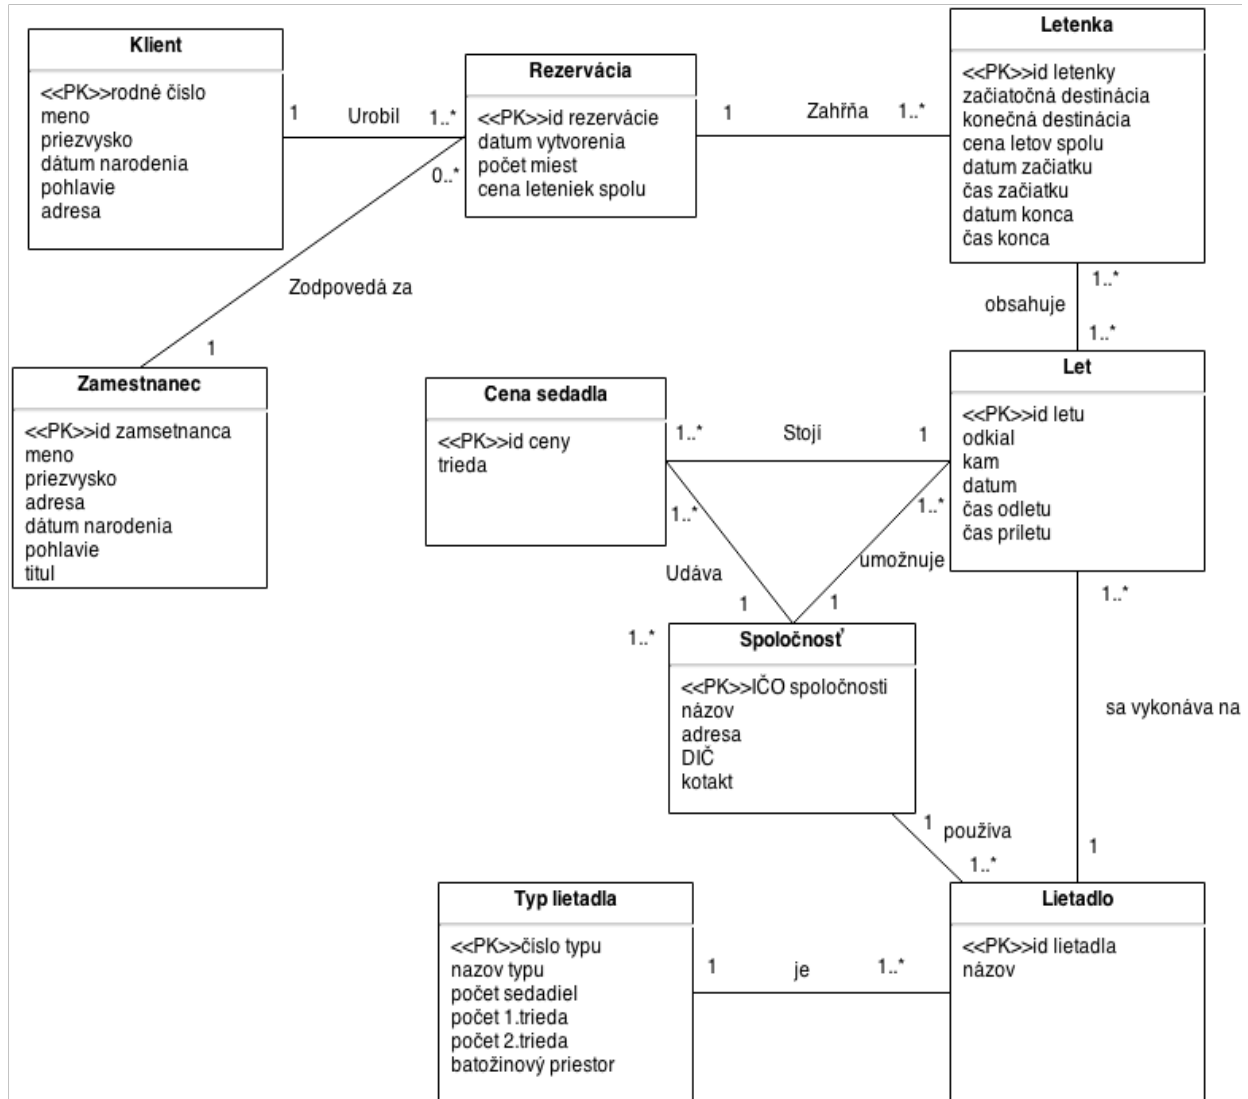 Klient
<<PK>>rodné číslo
meno
priezvysko
dátum narodenia
pohlavie
adresa
1
Urobil
1..*
Rezervácia
<<PK>>id rezervácie
datum vytvorenia
počet miest
cena leteniek spolu
1
Zahŕňa
1..*
Letenka
<<PK>>id letenky
začiatočná destinácia
konečná destinácia
cena letov spolu
datum začiatku
čas začiatku
datum konca
čas konca
0..*
Zodpovedá za
1
1..*
obsahuje
1..*
Zamestnanec
<<PK>>id zamsetnanca
meno
priezvysko
adresa
dátum narodenia
pohlavie
titul
Cena sedadla
<<PK>>id ceny
trieda
1..*
Stojí
1
Let
<<PK>>id letu
odkial
kam
datum
čas odletu
čas príletu
1..*
1..*
Udáva
umožnuje
1
1
1..*
1..*
Spoločnosť
<<PK>>IČO spoločnosti
názov
adresa
DIČ
kotakt
sa vykonáva na
1
používa
1..*
1
Typ lietadla
<<PK>>číslo typu
nazov typu
počet sedadiel
počet 1.trieda
počet 2.trieda
batožinový priestor
1
je
1..*
Lietadlo
<<PK>>id lietadla
názov